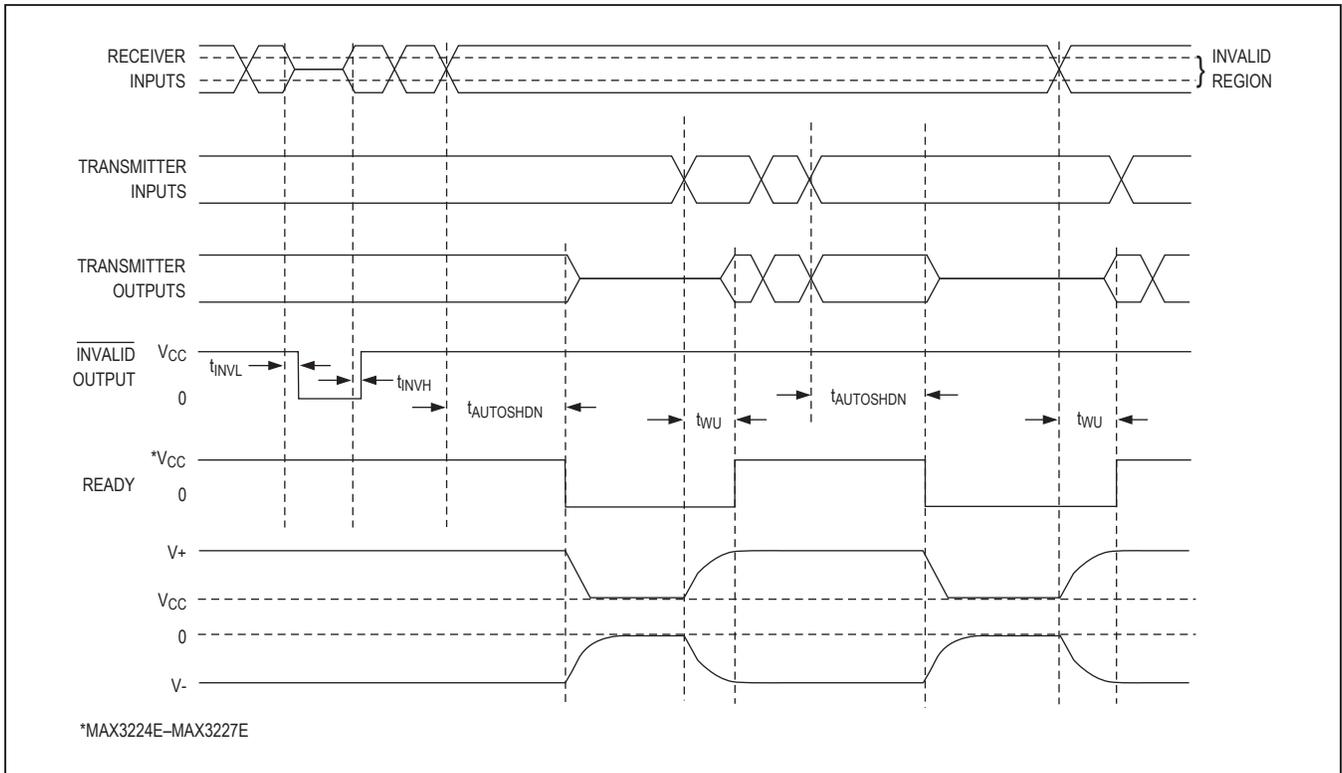 RECEIVER
INPUTS
} INVALID
REGION
TRANSMITTER
INPUTS
TRANSMITTER
OUTPUTS
INVALID
OUTPUT
VCC
0
tINVL
tINVH
tAUTOSHDN
tWU
tAUTOSHDN
tWU
READY
*VCC
0
V+
VCC
0
V-
*MAX3224E–MAX3227E